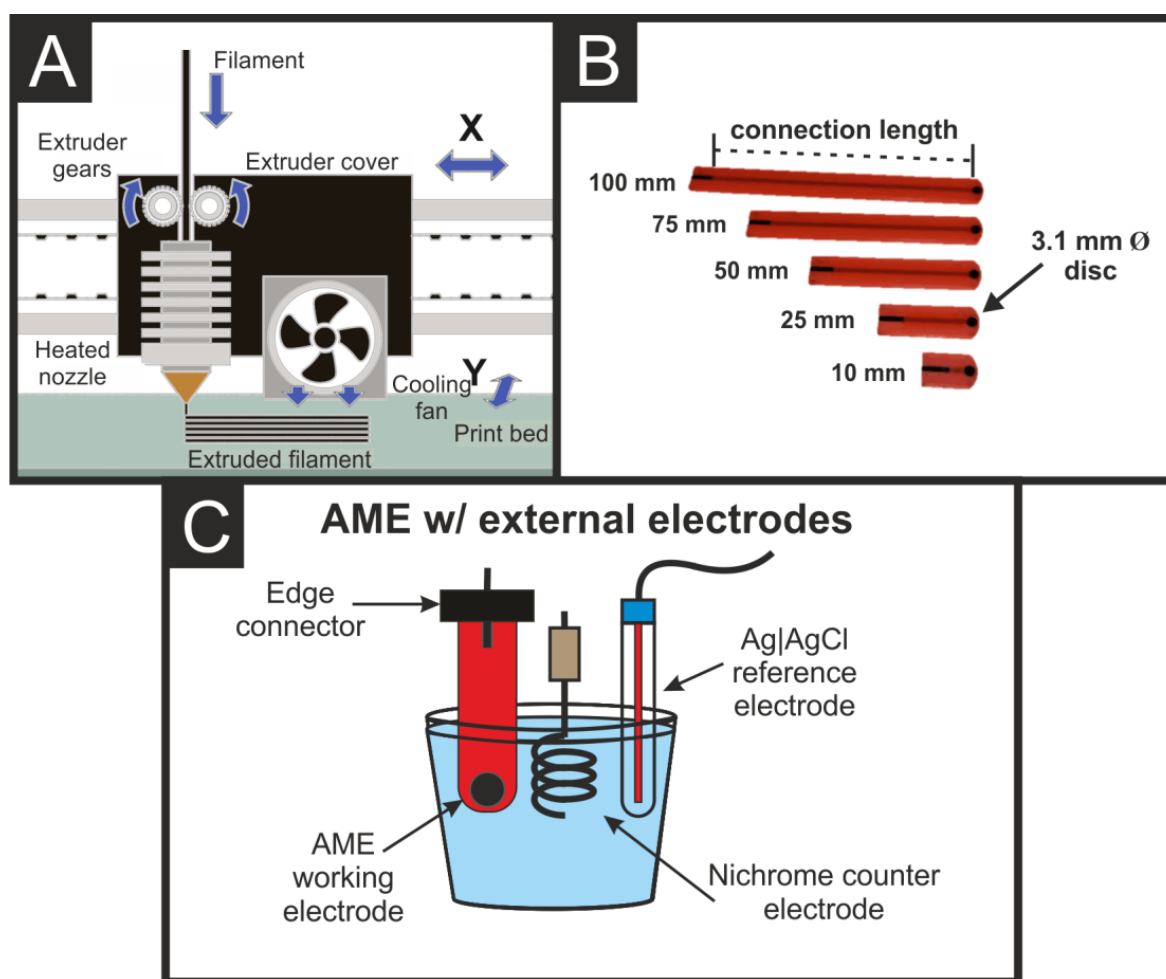 A
Filament
Extruder
gears
Extruder cover
X
Heated
nozzle
Y
Cooling
fan
Print bed
Extruded filament
B
connection length
100 mm
75 mm
50 mm
25 mm
10 mm
3.1 mm Ø
disc
C
AME w/ external electrodes
Edge
connector
Ag|AgCl
reference
electrode
AME
working
electrode
Nichrome counter
electrode